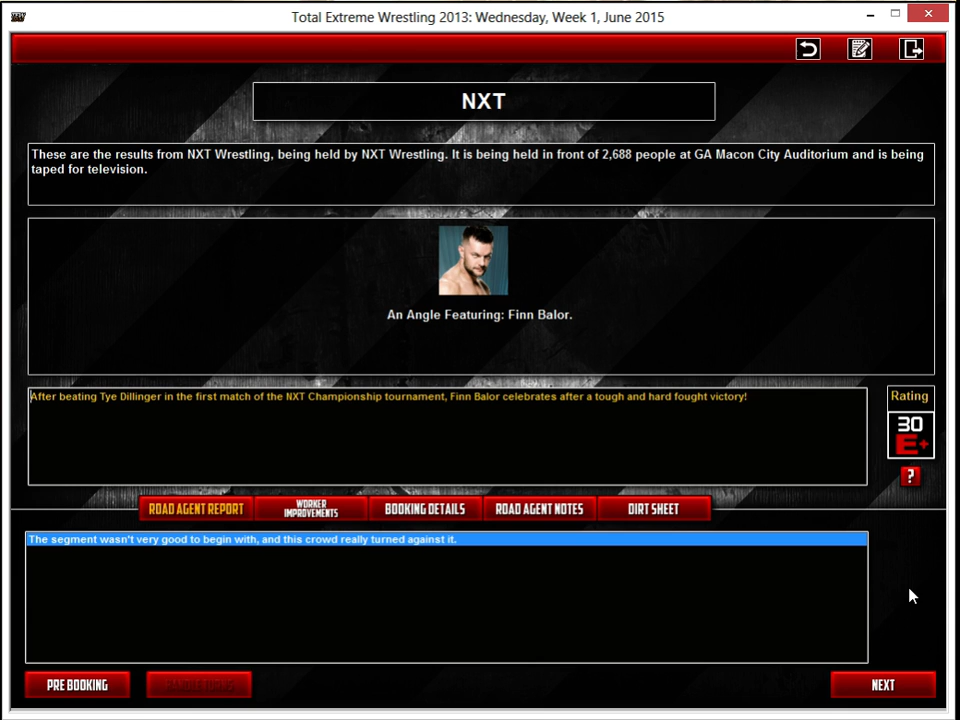 Total Extreme Wrestling 2013: Wednesday, Week 1, June 2015
NXT
These are the results from NXT Wrestling, being held by NXT Wrestling. It is being held in front of 2,688 people at GA Macon City Auditorium and is being
taped for television.
An Angle Featuring: Finn Balor.
After beating Tye Dillinger in the first match of the NXT Championship tournament, Finn Balor celebrates after a tough and hard fought victory!
Rating
30
E+
?
ROAD AGENT REPORT
WORKER
IMPROVEMENTS
BOOKING DETAILS
ROAD AGENT NOTES
DIRT SHEET
The segment wasn't very good to begin with, and this crowd really turned against it.
PRE BOOKING
NEXT